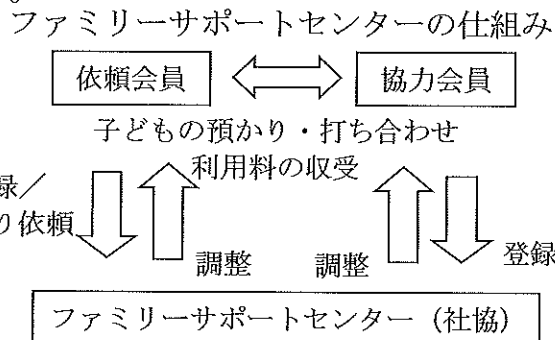 ファミリーサポートセンターの仕組み
依頼会員
協力会員
子どもの預かり・打ち合わせ
利用料の収受
録／
り依頼
調整
調整
登録
ファミリーサポートセンター（社協）